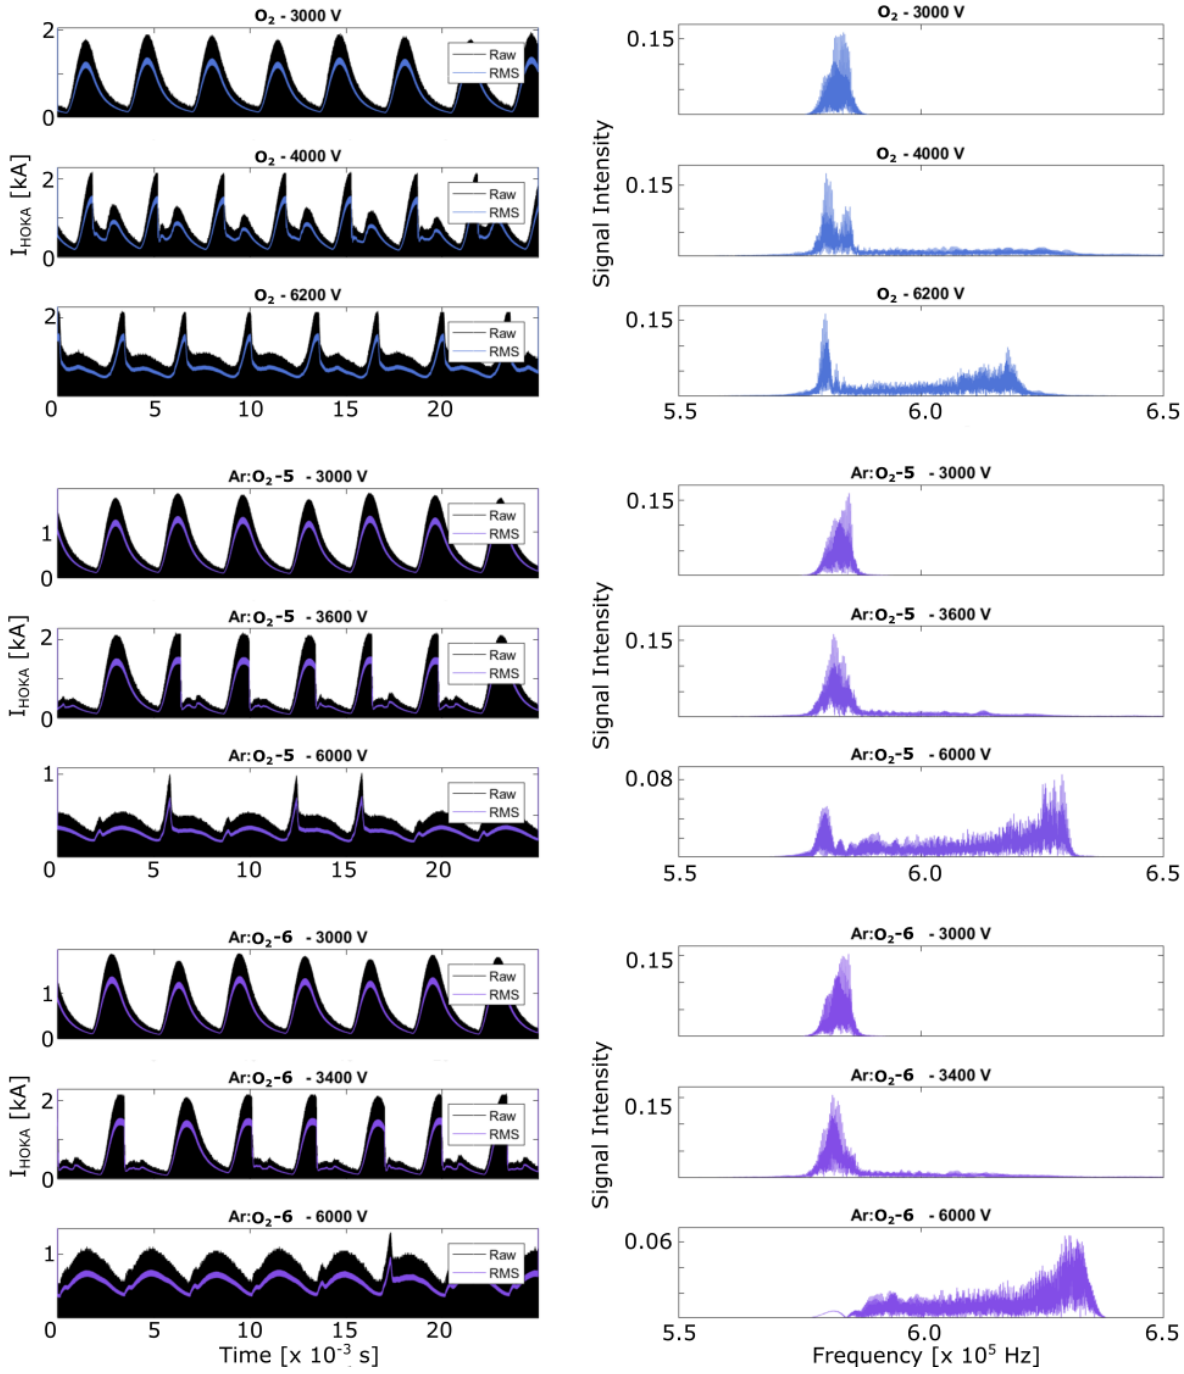 O₂ - 3000 V
2
0
Raw
RMS
O₂ - 4000 V
2
0
Raw
RMS
I_HOKA [kA]
O₂ - 6200 V
2
Raw
RMS
0 5 10 15 20
O₂ - 3000 V
0.15
O₂ - 4000 V
0.15
Signal Intensity
O₂ - 6200 V
0.15
5.5 6.0 6.5
Ar:O₂-5 - 3000 V
1
0
Raw
RMS
Ar:O₂-5 - 3600 V
2
0
Raw
RMS
I_HOKA [kA]
Ar:O₂-5 - 6000 V
1
Raw
RMS
0 5 10 15 20
Ar:O₂-5 - 3000 V
0.15
Ar:O₂-5 - 3600 V
0.15
Signal Intensity
Ar:O₂-5 - 6000 V
0.08
5.5 6.0 6.5
Ar:O₂-6 - 3000 V
1
0
Raw
RMS
Ar:O₂-6 - 3400 V
2
0
Raw
RMS
I_HOKA [kA]
Ar:O₂-6 - 6000 V
1
Raw
RMS
0 5 10 15 20
Time [x 10⁻³ s]
Ar:O₂-6 - 3000 V
0.15
Ar:O₂-6 - 3400 V
0.15
Signal Intensity
Ar:O₂-6 - 6000 V
0.06
5.5 6.0 6.5
Frequency [x 10⁵ Hz]